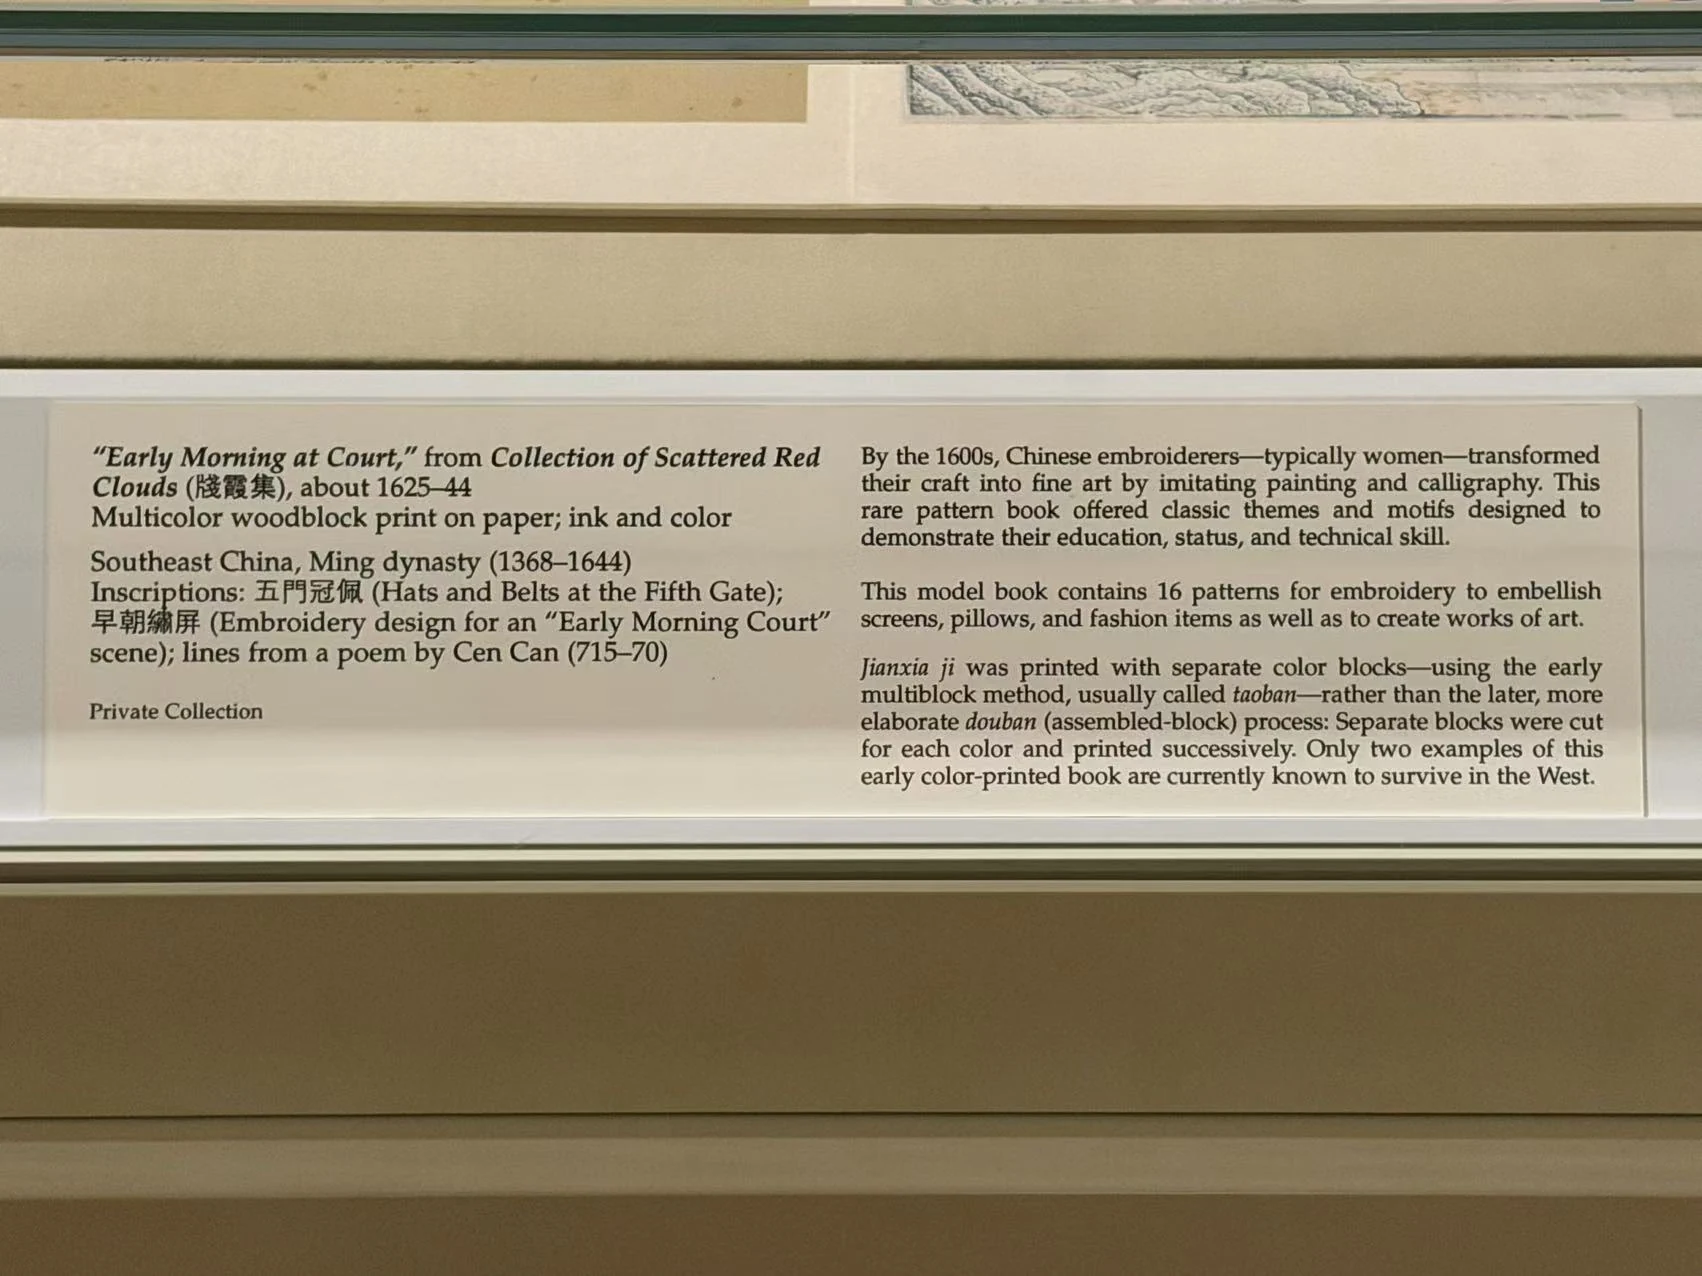 “Early Morning at Court,” from Collection of Scattered Red
Clouds (牋霞集), about 1625–44
Multicolor woodblock print on paper; ink and color
Southeast China, Ming dynasty (1368–1644)
Inscriptions: 五門冠佩 (Hats and Belts at the Fifth Gate);
早朝繡屏 (Embroidery design for an “Early Morning Court”
scene); lines from a poem by Cen Can (715–70)
Private Collection
By the 1600s, Chinese embroiderers—typically women—transformed
their craft into fine art by imitating painting and calligraphy. This
rare pattern book offered classic themes and motifs designed to
demonstrate their education, status, and technical skill.
This model book contains 16 patterns for embroidery to embellish
screens, pillows, and fashion items as well as to create works of art.
Jianxia ji was printed with separate color blocks—using the early
multiblock method, usually called taoban—rather than the later, more
elaborate douban (assembled-block) process: Separate blocks were cut
for each color and printed successively. Only two examples of this
early color-printed book are currently known to survive in the West.